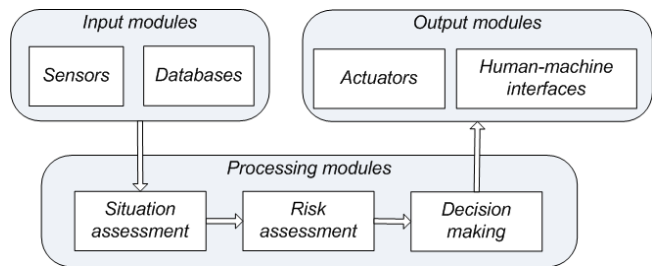 Input modules
Sensors
Databases
Output modules
Actuators
Human-machine
interfaces
Processing modules
Situation
assessment
Risk
assessment
Decision
making